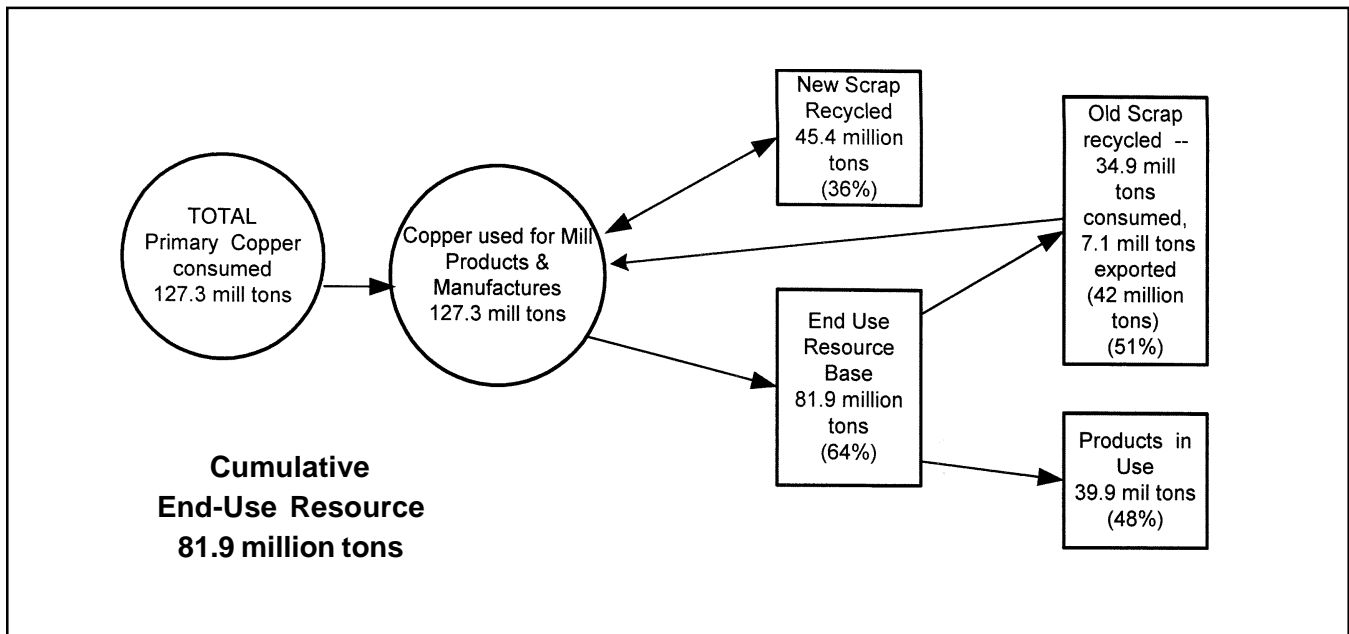 TOTAL
Primary Copper
consumed
127.3 mill tons
Copper used for Mill
Products &
Manufactures
127.3 mill tons
New Scrap
Recycled
45.4 million
tons
(36%)
Old Scrap
recycled --
34.9 mill
tons
consumed,
7.1 mill tons
exported
(42 million
tons)
(51%)
End Use
Resource
Base
81.9 million
tons
(64%)
Products in
Use
39.9 mil tons
(48%)
Cumulative
End-Use Resource
81.9 million tons